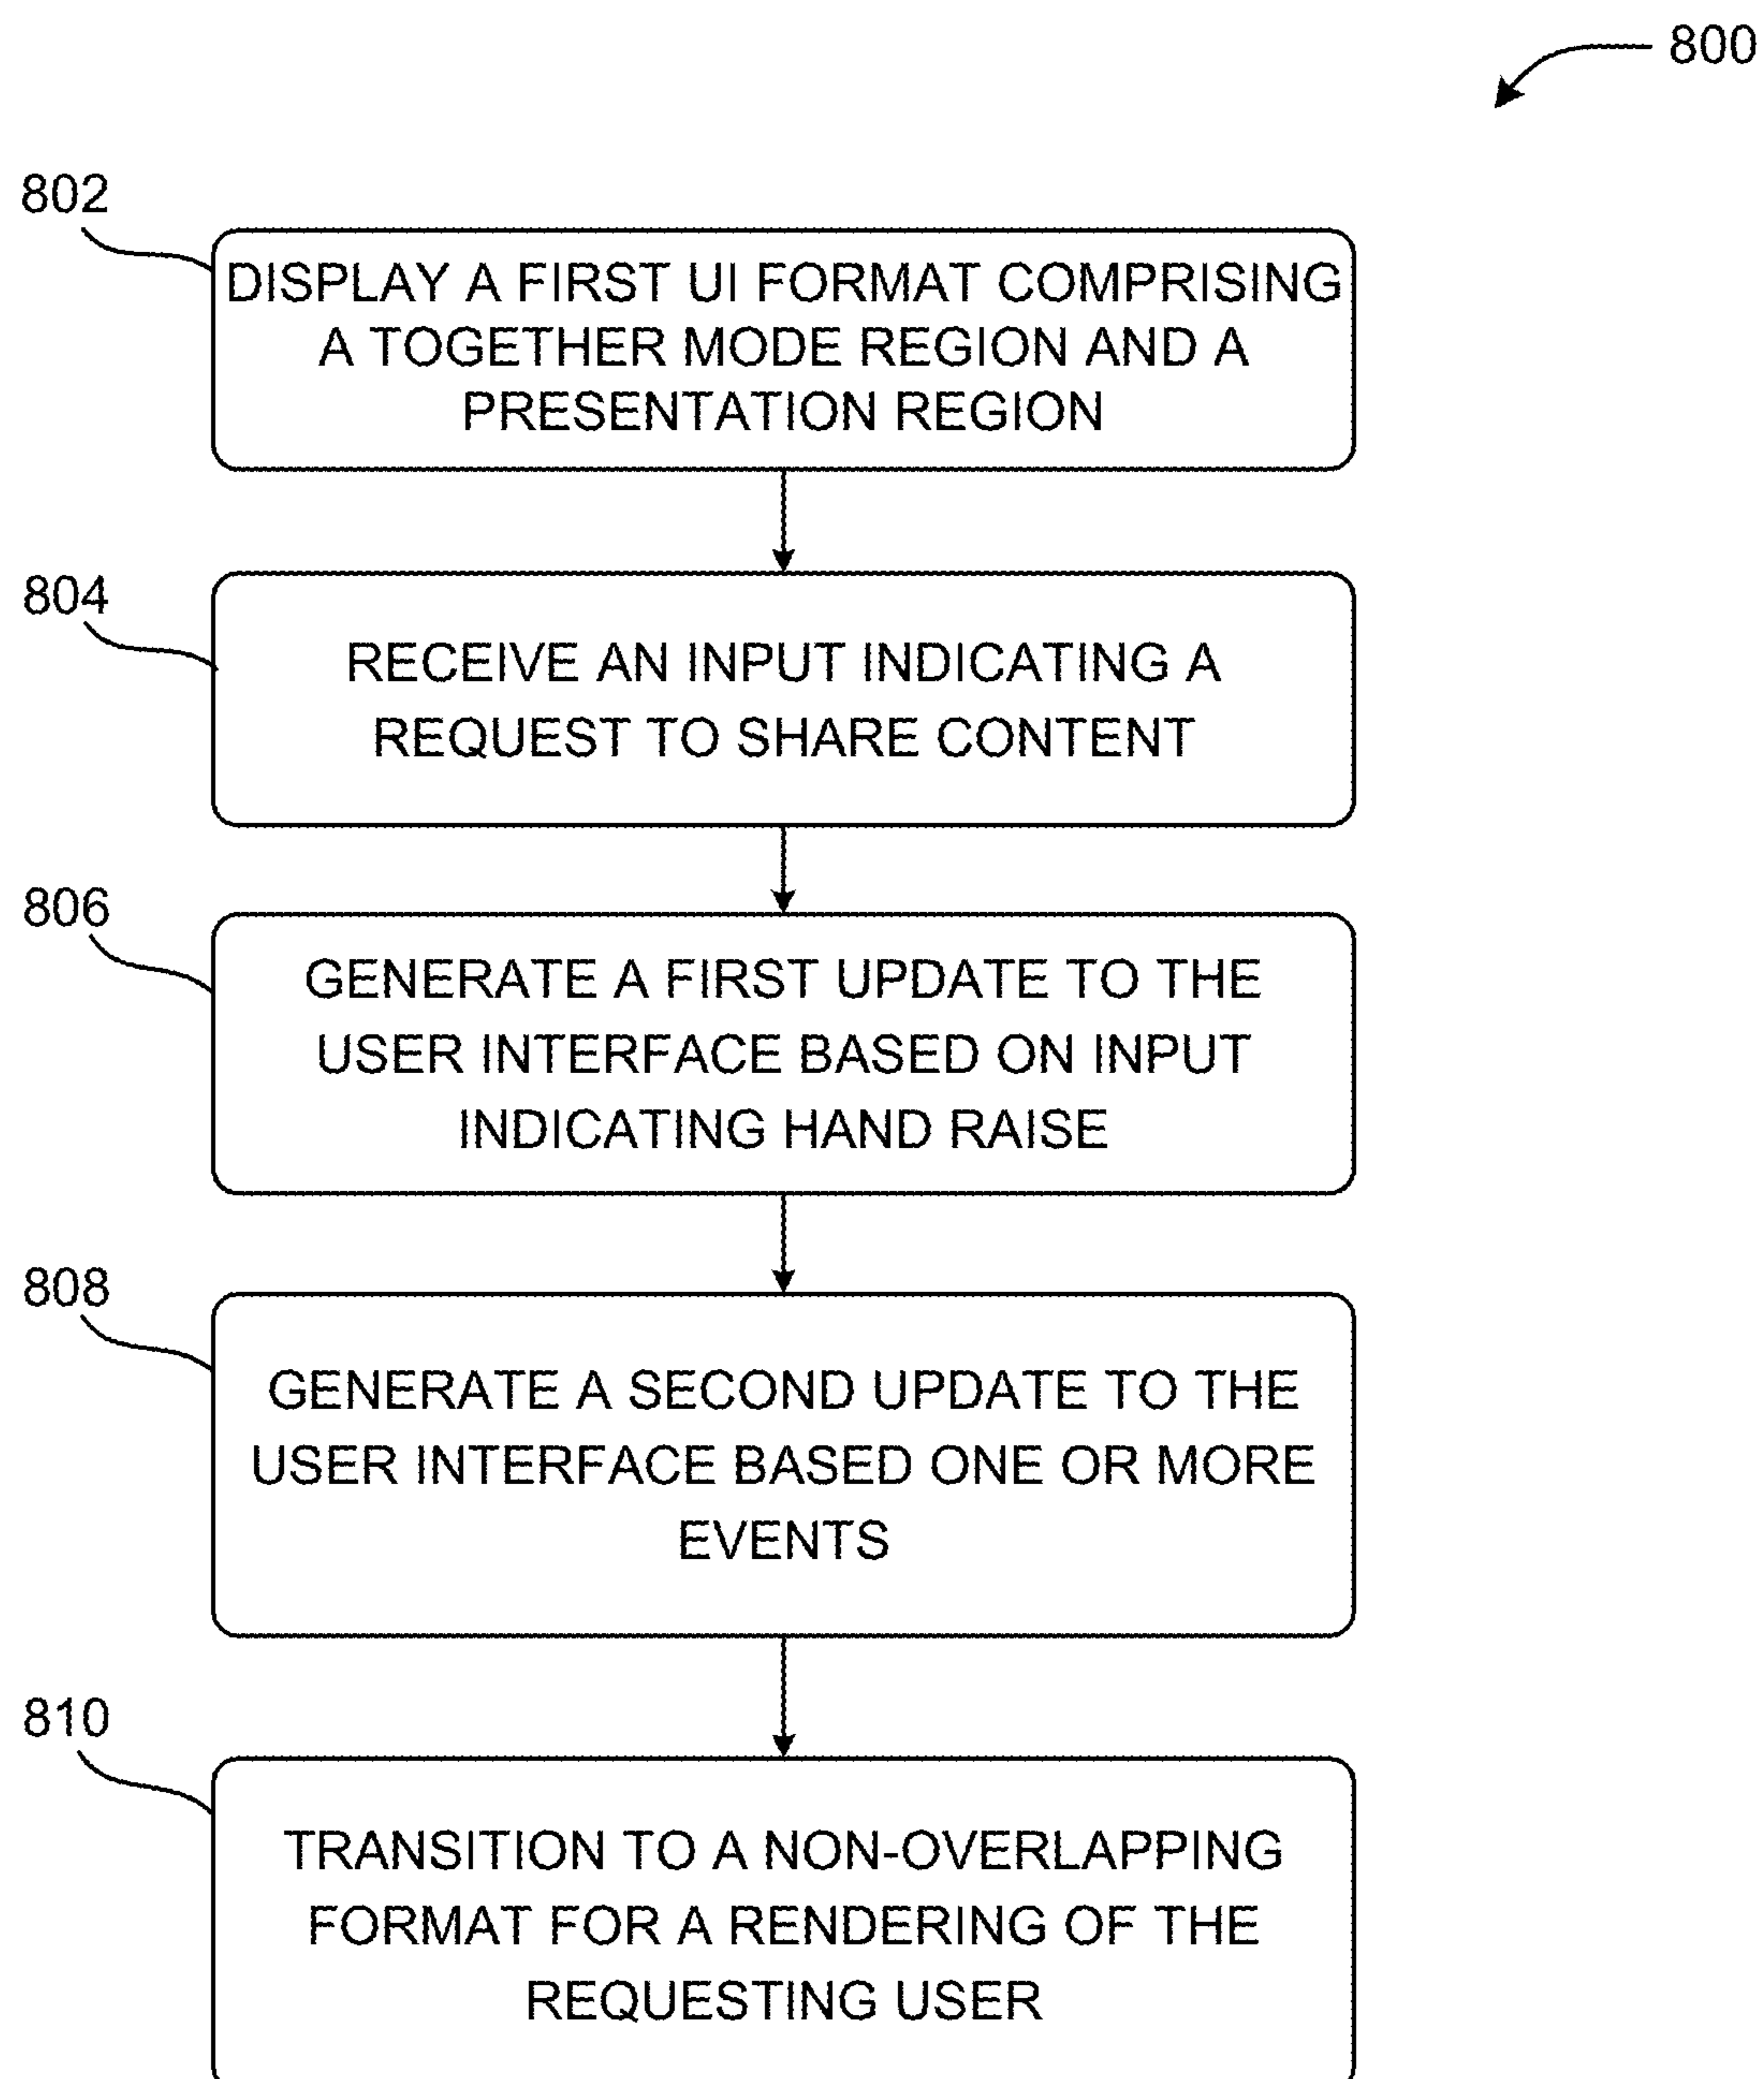 800
802
DISPLAY A FIRST UI FORMAT COMPRISING
A TOGETHER MODE REGION AND A
PRESENTATION REGION
804
RECEIVE AN INPUT INDICATING A
REQUEST TO SHARE CONTENT
806
GENERATE A FIRST UPDATE TO THE
USER INTERFACE BASED ON INPUT
INDICATING HAND RAISE
808
GENERATE A SECOND UPDATE TO THE
USER INTERFACE BASED ONE OR MORE
EVENTS
810
TRANSITION TO A NON-OVERLAPPING
FORMAT FOR A RENDERING OF THE
REQUESTING USER